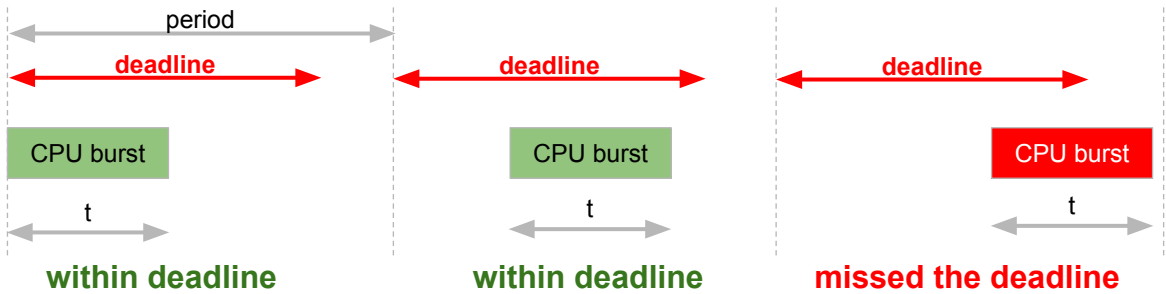 period
deadline
deadline
deadline
CPU burst
CPU burst
CPU burst
t
t
t
within deadline
within deadline
missed the deadline